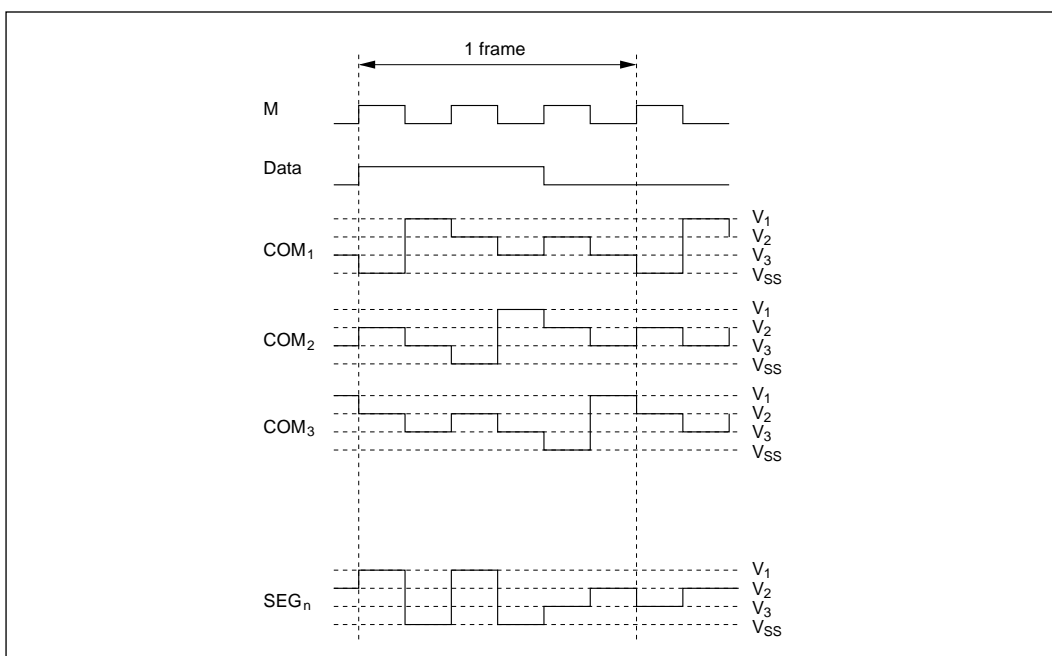 1 frame
M
Data
V1
V2
COM1
V3
VSS
V1
V2
COM2
V3
VSS
V1
V2
COM3
V3
VSS
V1
V2
SEGn
V3
VSS